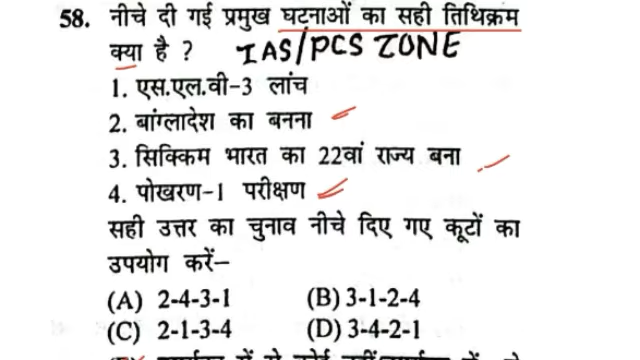 58. नीचे दी गई प्रमुख घटनाओं का सही तिथिक्रम
क्या है ? IAS/PCS ZONE
1. एस.एल.वी-3 लांच
2. बांग्लादेश का बनना
3. सिक्किम भारत का 22वां राज्य बना
4. पोखरण-1 परीक्षण
सही उत्तर का चुनाव नीचे दिए गए कूटों का
उपयोग करें–
(A) 2-4-3-1 (B) 3-1-2-4
(C) 2-1-3-4 (D) 3-4-2-1